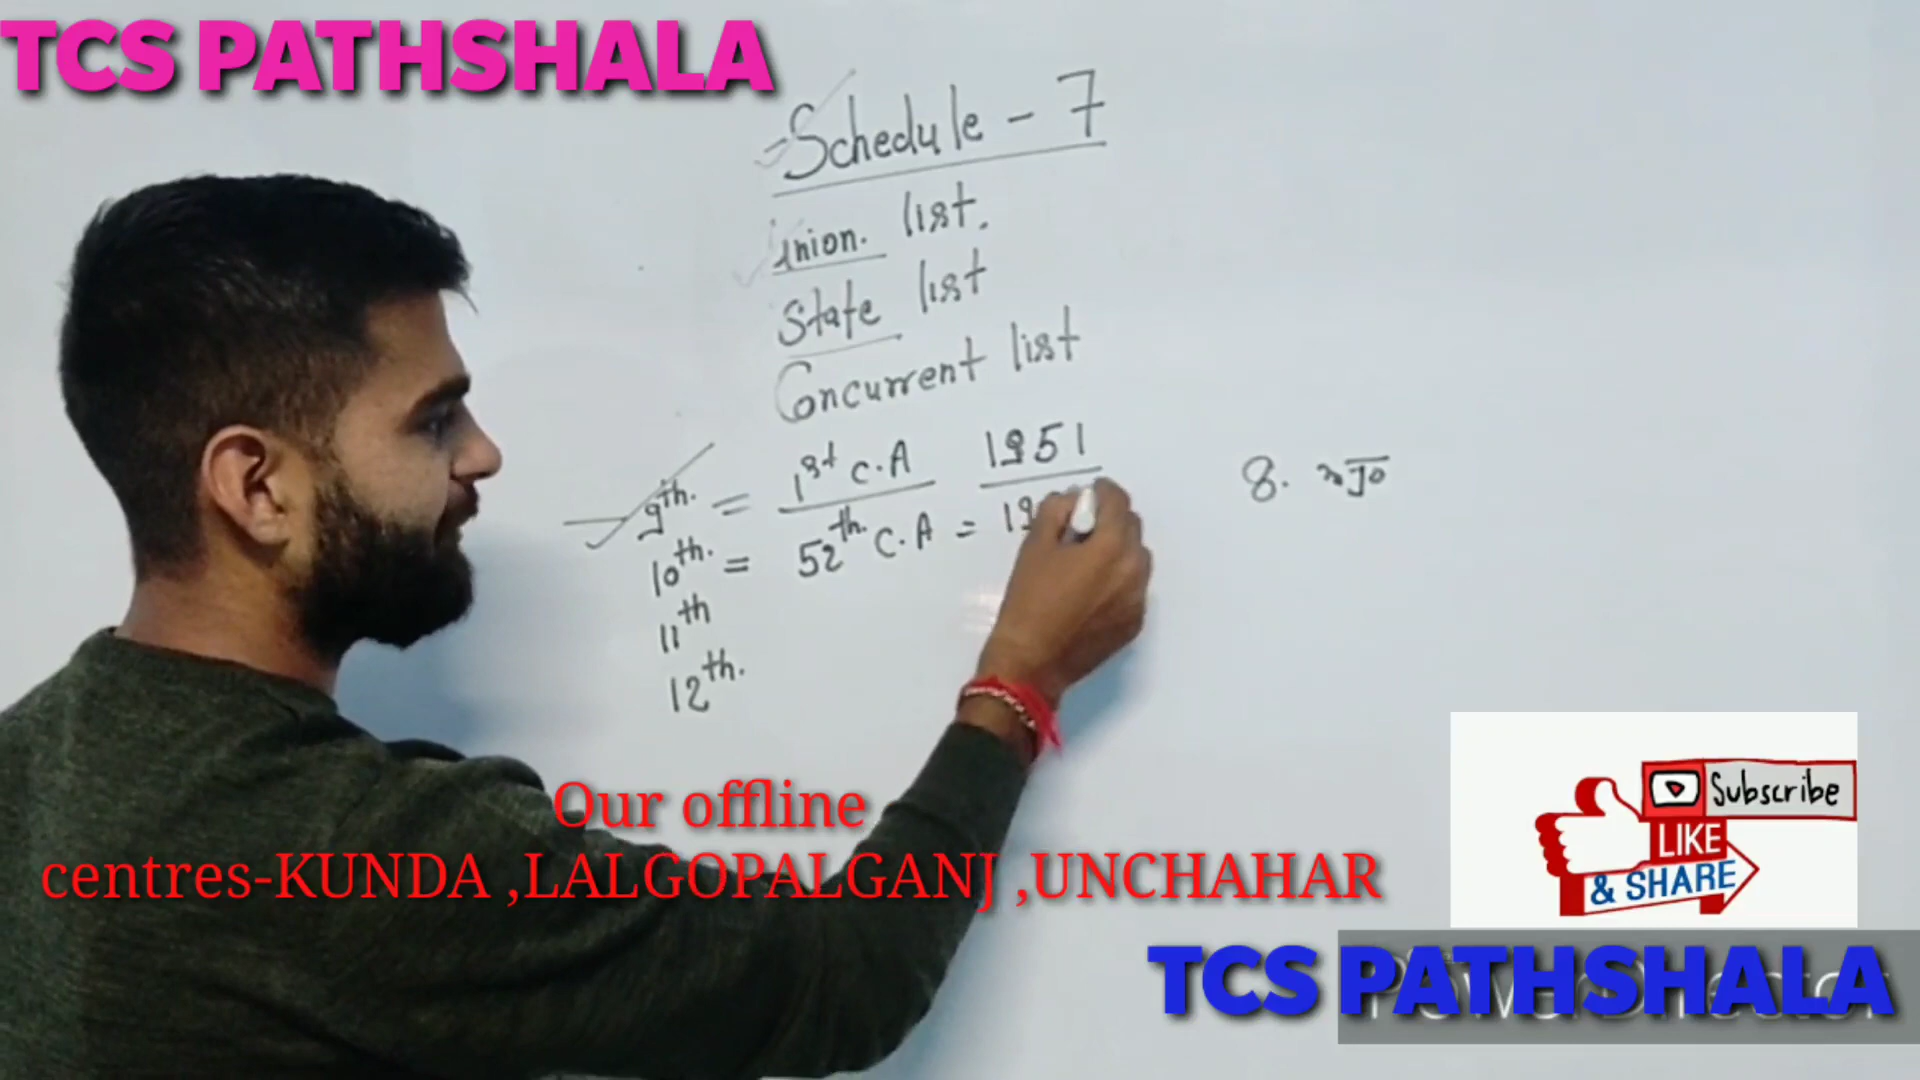 TCS PATHSHALA
Schedule - 7
Union. list.
State list
Concurrent list
9th. = 1st C.A 1951
10th. = 52th. C.A = 19
11th
12th.
8.
Our offline
centres-KUNDA ,LALGOPALGANJ ,UNCHAHAR
Subscribe
LIKE
& SHARE
TCS PATHSHALA